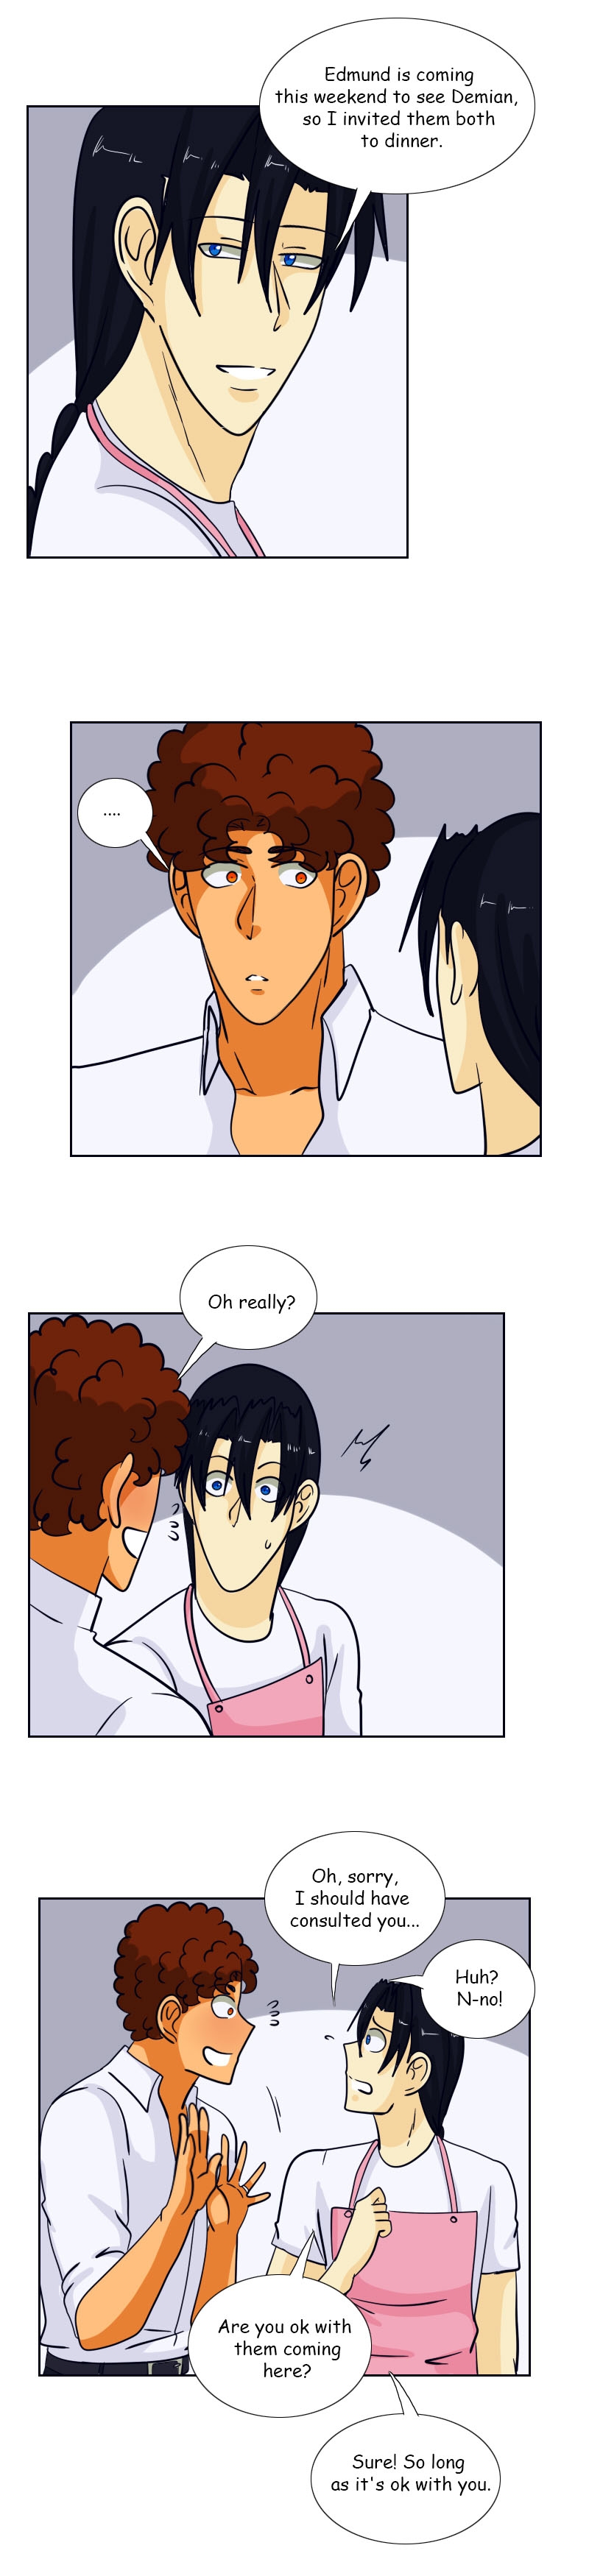 Edmund is coming
this weekend to see Demian,
so I invited them both
to dinner.
....
Oh really?
Oh, sorry,
I should have
consulted you...
Huh?
N-no!
Are you ok with
them coming
here?
Sure! So long
as it's ok with you.